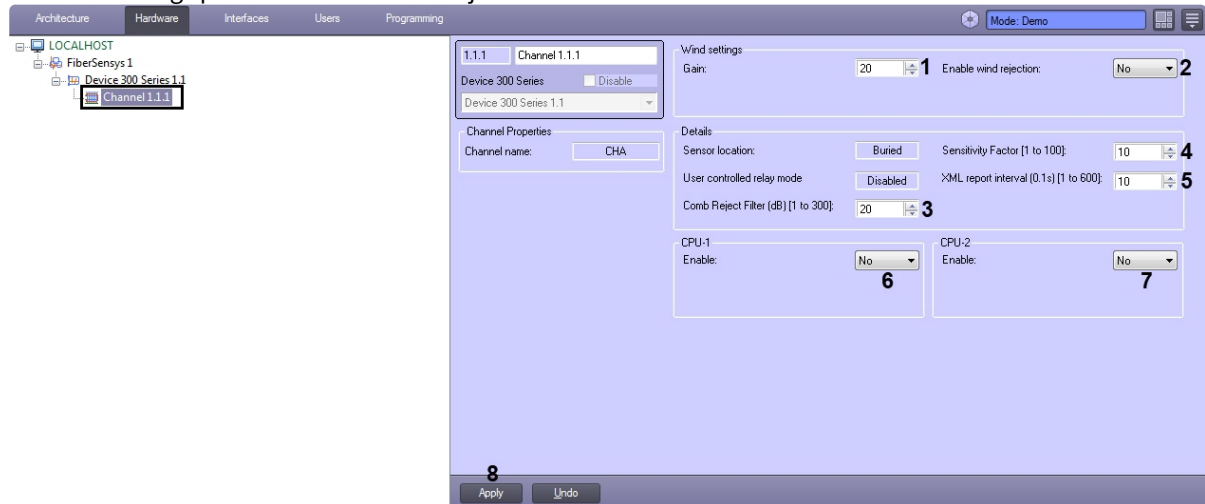 Architecture Hardware Interfaces Users Programming Mode: Demo
LOCALHOST
FiberSensys 1
Device 300 Series 1.1
Channel 1.1.1
1.1.1 Channel 1.1.1
Device 300 Series Disable
Device 300 Series 1.1
Channel Properties
Channel name: CHA
Wind settings
Gain: 20 1 Enable wind rejection: No 2
Details
Sensor location: Buried Sensitivity Factor [1 to 100]: 10 4
User controlled relay mode Disabled XML report interval (0.1s) [1 to 600]: 10 5
Comb Reject Filter (dB) [1 to 300]: 20 3
CPU-1
Enable: No
6
CPU-2
Enable: No
7
8
Apply Undo